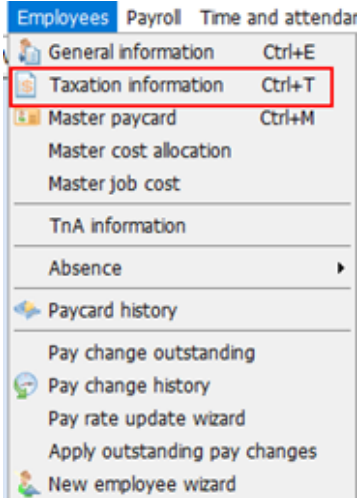 Employees Payroll Time and attendan
General information Ctrl+E
Taxation information Ctrl+T
Master paycard Ctrl+M
Master cost allocation
Master job cost
TnA information
Absence
Paycard history
Pay change outstanding
Pay change history
Pay rate update wizard
Apply outstanding pay changes
New employee wizard